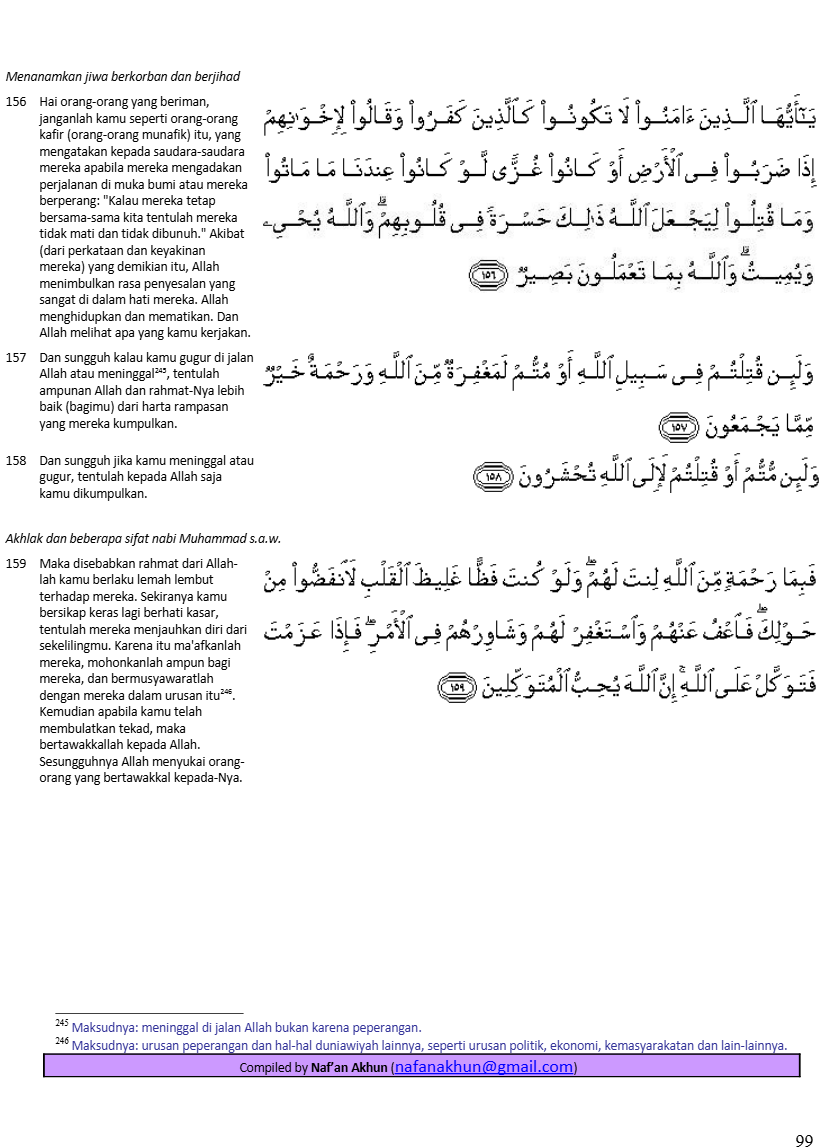 Menanamkan jiwa berkorban dan berjihad
156 Hai orang-orang yang beriman,
janganlah kamu seperti orang-orang
kafir (orang-orang munafik) itu, yang
mengatakan kepada saudara-saudara
mereka apabila mereka mengadakan
perjalanan di muka bumi atau mereka
berperang: "Kalau mereka tetap
bersama-sama kita tentulah mereka
tidak mati dan tidak dibunuh." Akibat
(dari perkataan dan keyakinan
mereka) yang demikian itu, Allah
menimbulkan rasa penyesalan yang
sangat di dalam hati mereka. Allah
menghidupkan dan mematikan. Dan
Allah melihat apa yang kamu kerjakan.
يَـٰٓأَيُّهَا ٱلَّذِينَ ءَامَنُوا۟ لَا تَكُونُوا۟ كَٱلَّذِينَ كَفَرُوا۟ وَقَالُوا۟ لِإِخْوَٰنِهِمْ
إِذَا ضَرَبُوا۟ فِى ٱلْأَرْضِ أَوْ كَانُوا۟ غُزًّى لَّوْ كَانُوا۟ عِندَنَا مَا مَاتُوا۟
وَمَا قُتِلُوا۟ لِيَجْعَلَ ٱللَّهُ ذَٰلِكَ حَسْرَةً فِى قُلُوبِهِمْ ۗ وَٱللَّهُ يُحْىِۦ
وَيُمِيتُ ۗ وَٱللَّهُ بِمَا تَعْمَلُونَ بَصِيرٌ ١٥٦
157 Dan sungguh kalau kamu gugur di jalan
Allah atau meninggal²⁴⁵, tentulah
ampunan Allah dan rahmat-Nya lebih
baik (bagimu) dari harta rampasan
yang mereka kumpulkan.
وَلَئِن قُتِلْتُمْ فِى سَبِيلِ ٱللَّهِ أَوْ مُتُّمْ لَمَغْفِرَةٌ مِّنَ ٱللَّهِ وَرَحْمَةٌ خَيْرٌ
مِّمَّا يَجْمَعُونَ ١٥٧
158 Dan sungguh jika kamu meninggal atau
gugur, tentulah kepada Allah saja
kamu dikumpulkan.
وَلَئِن مُّتُّمْ أَوْ قُتِلْتُمْ لَإِلَى ٱللَّهِ تُحْشَرُونَ ١٥٨
Akhlak dan beberapa sifat nabi Muhammad s.a.w.
159 Maka disebabkan rahmat dari Allah-
lah kamu berlaku lemah lembut
terhadap mereka. Sekiranya kamu
bersikap keras lagi berhati kasar,
tentulah mereka menjauhkan diri dari
sekelilingmu. Karena itu ma'afkanlah
mereka, mohonkanlah ampun bagi
mereka, dan bermusyawaratlah
dengan mereka dalam urusan itu²⁴⁶.
Kemudian apabila kamu telah
membulatkan tekad, maka
bertawakkallah kepada Allah.
Sesungguhnya Allah menyukai orang-
orang yang bertawakkal kepada-Nya.
فَبِمَا رَحْمَةٍ مِّنَ ٱللَّهِ لِنتَ لَهُمْ ۖ وَلَوْ كُنتَ فَظًّا غَلِيظَ ٱلْقَلْبِ لَٱنفَضُّوا۟ مِنْ
حَوْلِكَ ۖ فَٱعْفُ عَنْهُمْ وَٱسْتَغْفِرْ لَهُمْ وَشَاوِرْهُمْ فِى ٱلْأَمْرِ ۖ فَإِذَا عَزَمْتَ
فَتَوَكَّلْ عَلَى ٱللَّهِ ۚ إِنَّ ٱللَّهَ يُحِبُّ ٱلْمُتَوَكِّلِينَ ١٥٩
²⁴⁵ Maksudnya: meninggal di jalan Allah bukan karena peperangan.
²⁴⁶ Maksudnya: urusan peperangan dan hal-hal duniawiyah lainnya, seperti urusan politik, ekonomi, kemasyarakatan dan lain-lainnya.
Compiled by Naf'an Akhun (nafanakhun@gmail.com)
99